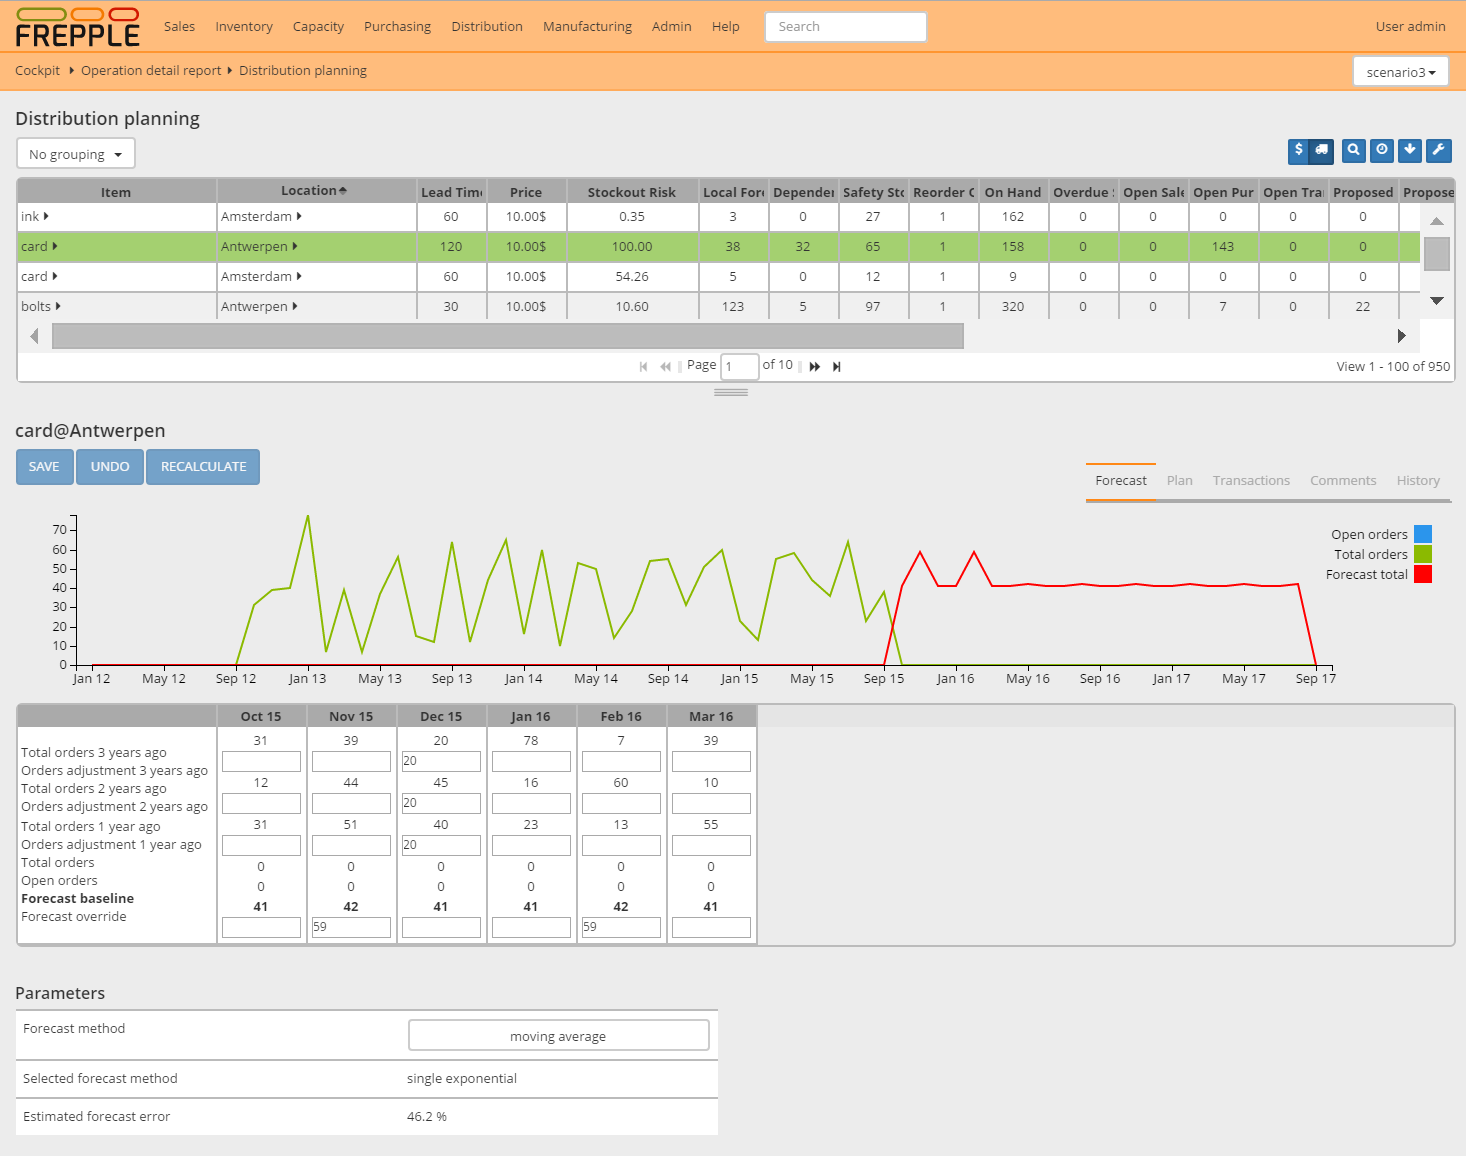 FREPPLE Sales Inventory Capacity Purchasing Distribution Manufacturing Admin Help Search User admin
Cockpit Operation detail report Distribution planning scenario3
Distribution planning
No grouping $
Item Location Lead Time Price Stockout Risk Local Fore Depender Safety Sto Reorder On Hand Overdue Open Sale Open Pur Open Tra Proposed Propose
ink Amsterdam 60 10.00$ 0.35 3 0 27 1 162 0 0 0 0 0
card Antwerpen 120 10.00$ 100.00 38 32 65 1 158 0 0 143 0 0
card Amsterdam 60 10.00$ 54.26 5 0 12 1 9 0 0 0 0 0
bolts Antwerpen 30 10.00$ 10.60 123 5 97 1 320 0 0 7 0 22
Page 1 of 10 View 1 - 100 of 950
card@Antwerpen
SAVE UNDO RECALCULATE
Forecast Plan Transactions Comments History
70
60
50
40
30
20
10
0
Open orders
Total orders
Forecast total
Jan 12 May 12 Sep 12 Jan 13 May 13 Sep 13 Jan 14 May 14 Sep 14 Jan 15 May 15 Sep 15 Jan 16 May 16 Sep 16 Jan 17 May 17 Sep 17
Oct 15 Nov 15 Dec 15 Jan 16 Feb 16 Mar 16
Total orders 3 years ago 31 39 20 78 7 39
Orders adjustment 3 years ago 20
Total orders 2 years ago 12 44 45 16 60 10
Orders adjustment 2 years ago 20
Total orders 1 year ago 31 51 40 23 13 55
Orders adjustment 1 year ago 20
Total orders 0 0 0 0 0 0
Open orders 0 0 0 0 0 0
Forecast baseline 41 42 41 41 42 41
Forecast override 59 59
Parameters
Forecast method moving average
Selected forecast method single exponential
Estimated forecast error 46.2 %